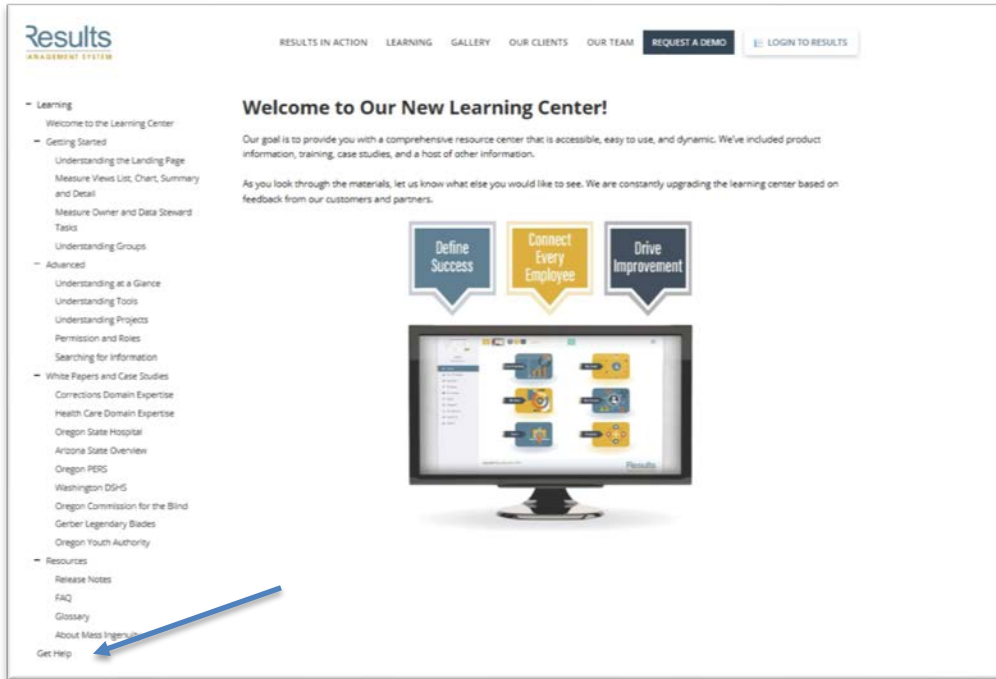 Results
MANAGEMENT SYSTEM
RESULTS IN ACTION LEARNING GALLERY OUR CLIENTS OUR TEAM REQUEST A DEMO LOGIN TO RESULTS
Learning
Welcome to the Learning Center
Getting Started
Understanding the Landing Page
Measure Views List, Chart, Summary
and Detail
Measure Owner and Data Steward
Tasks
Understanding Groups
Advanced
Understanding at a Glance
Understanding Tools
Understanding Projects
Permission and Roles
Searching for Information
White Papers and Case Studies
Corrections Domain Expertise
Health Care Domain Expertise
Oregon State Hospital
Arizona State Overview
Oregon PERS
Washington DSHS
Oregon Commission for the Blind
Gerber Legendary Blades
Oregon Youth Authority
Resources
Release Notes
FAQ
Glossary
About Mass Ingenuity
Get Help
Welcome to Our New Learning Center!
Our goal is to provide you with a comprehensive resource center that is accessible, easy to use, and dynamic. We've included product
information, training, case studies, and a host of other information.
As you look through the materials, let us know what else you would like to see. We are constantly upgrading the learning center based on
feedback from our customers and partners.
Define
Success
Connect
Every
Employee
Drive
Improvement
Results